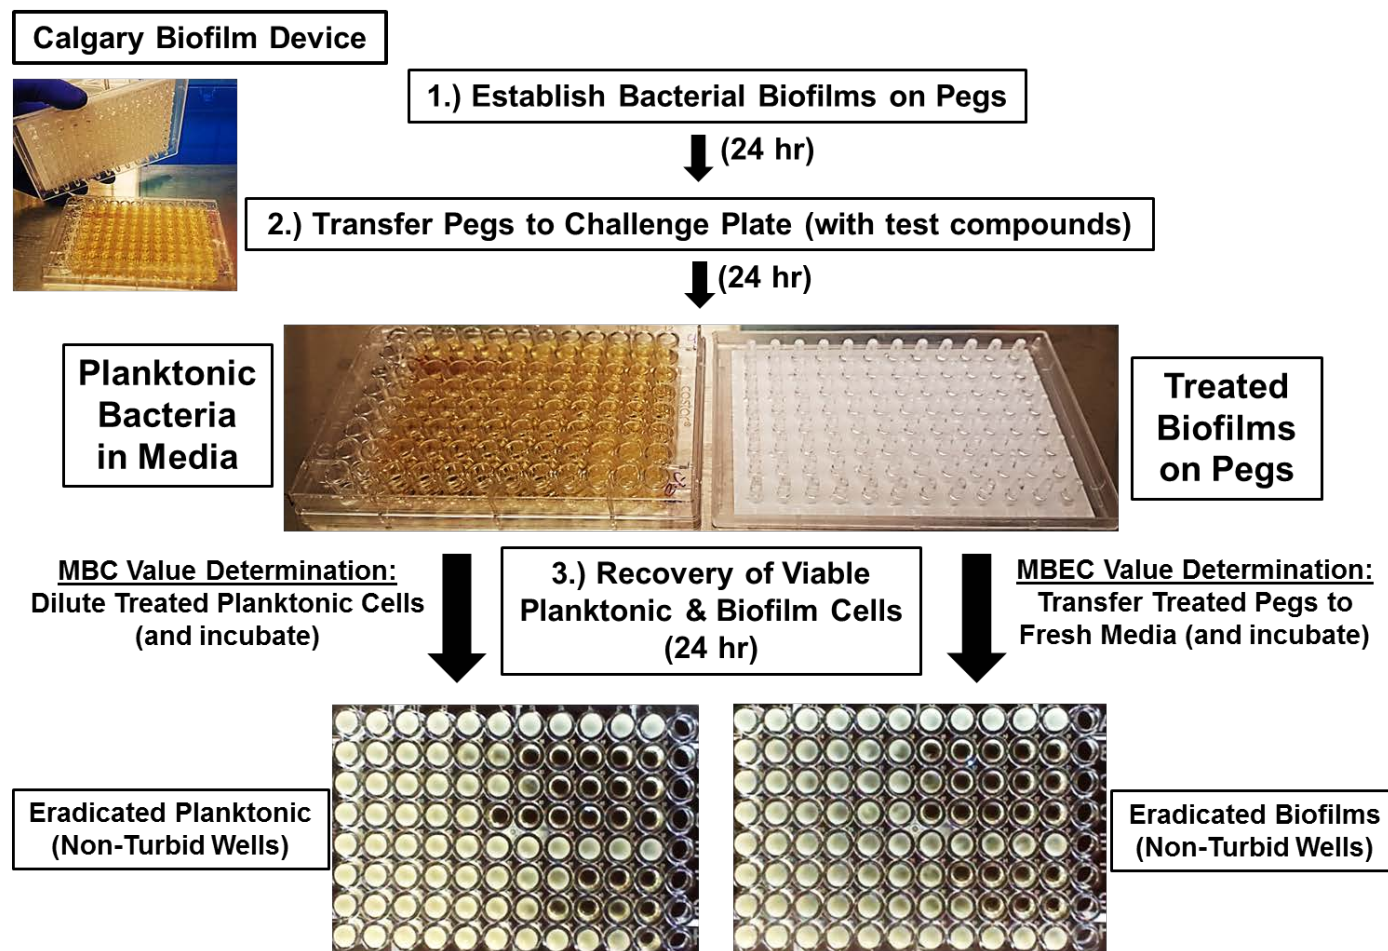 Calgary Biofilm Device
1.) Establish Bacterial Biofilms on Pegs
(24 hr)
2.) Transfer Pegs to Challenge Plate (with test compounds)
(24 hr)
Planktonic
Bacteria
in Media
COSTAR
Treated
Biofilms
on Pegs
MBC Value Determination:
Dilute Treated Planktonic Cells
(and incubate)
3.) Recovery of Viable
Planktonic & Biofilm Cells
(24 hr)
MBEC Value Determination:
Transfer Treated Pegs to
Fresh Media (and incubate)
Eradicated Planktonic
(Non-Turbid Wells)
Eradicated Biofilms
(Non-Turbid Wells)